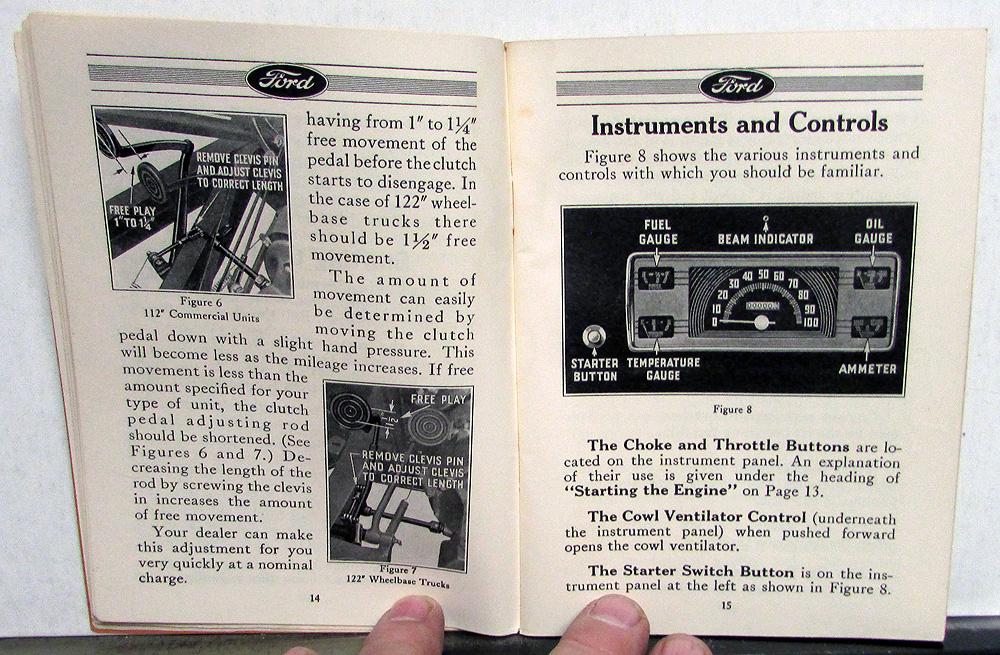 Ford
REMOVE CLEVIS PIN
AND ADJUST CLEVIS
TO CORRECT LENGTH
FREE PLAY
1" TO 1¼"
Figure 6
112" Commercial Units
having from 1" to 1¼"
free movement of the
pedal before the clutch
starts to disengage. In
the case of 122" wheel-
base trucks there
should be 1½" free
movement.
The amount of
movement can easily
be determined by
moving the clutch
pedal down with a slight hand pressure. This
will become less as the mileage increases. If free
movement is less than the
amount specified for your
type of unit, the clutch
pedal adjusting rod
should be shortened. (See
Figures 6 and 7.) De-
creasing the length of the
rod by screwing the clevis
in increases the amount
of free movement.
Your dealer can make
this adjustment for you
very quickly at a nominal
charge.
FREE PLAY
1½"
REMOVE CLEVIS PIN
AND ADJUST CLEVIS
TO CORRECT LENGTH
Figure 7
122" Wheelbase Trucks
14
Ford
Instruments and Controls
Figure 8 shows the various instruments and
controls with which you should be familiar.
FUEL
GAUGE
BEAM INDICATOR
OIL
GAUGE
0 10 20 30 40 50 60 70 80 90 100
STARTER
BUTTON
TEMPERATURE
GAUGE
AMMETER
Figure 8
The Choke and Throttle Buttons are lo-
cated on the instrument panel. An explanation
of their use is given under the heading of
“Starting the Engine” on Page 13.
The Cowl Ventilator Control (underneath
the instrument panel) when pushed forward
opens the cowl ventilator.
The Starter Switch Button is on the ins-
trument panel at the left as shown in Figure 8.
15